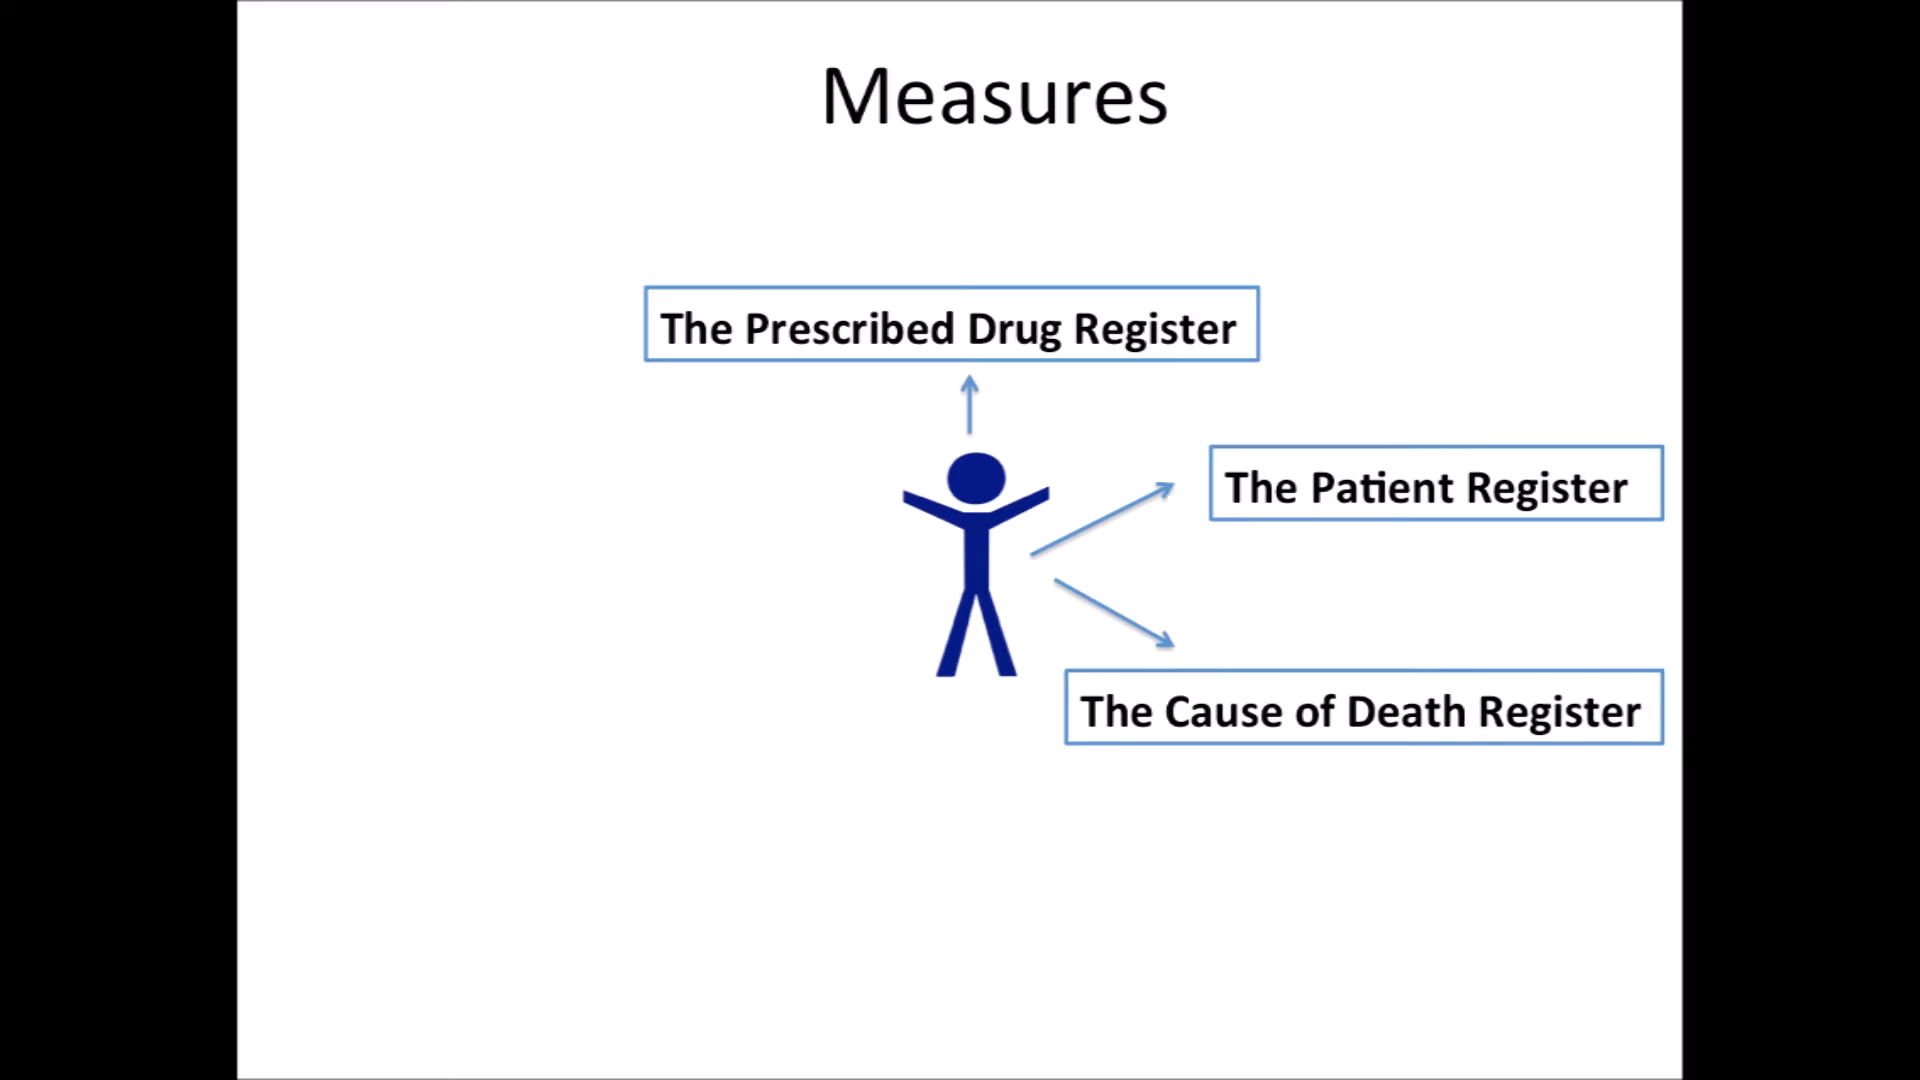 Measures
The Prescribed Drug Register
The Patient Register
The Cause of Death Register